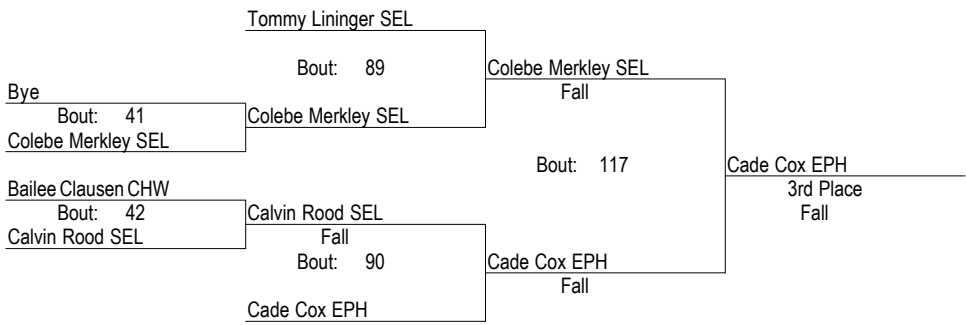 Tommy Lininger SEL
Bout: 89
Colebe Merkley SEL
Fall
Bye
Bout: 41
Colebe Merkley SEL
Colebe Merkley SEL
Bout: 117
Cade Cox EPH
3rd Place
Fall
Bailee Clausen CHW
Bout: 42
Calvin Rood SEL
Calvin Rood SEL
Fall
Bout: 90
Cade Cox EPH
Fall
Cade Cox EPH